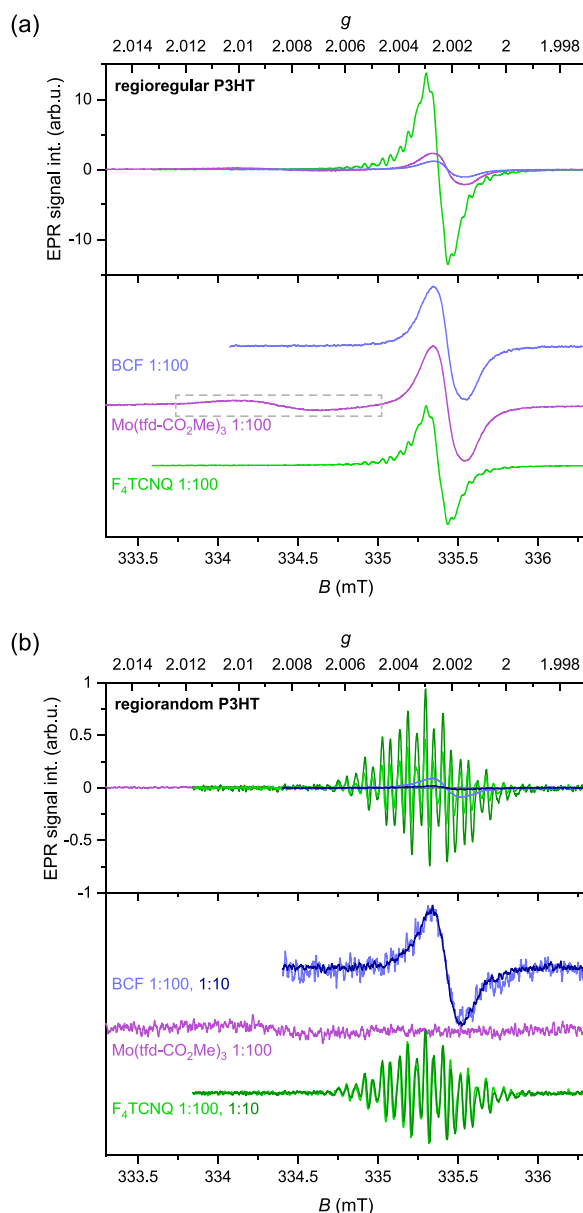 (a)
g
2.014 2.012 2.01 2.008 2.006 2.004 2.002 2 1.998
regioregular P3HT
EPR signal int. (arb.u.)
10
0
-10
BCF 1:100
Mo(tfd-CO₂Me)₃ 1:100
F₄TCNQ 1:100
333.5 334 334.5 335 335.5 336
B (mT)
(b)
g
2.014 2.012 2.01 2.008 2.006 2.004 2.002 2 1.998
regiorandom P3HT
EPR signal int. (arb.u.)
1
0.5
0
-0.5
-1
BCF 1:100, 1:10
Mo(tfd-CO₂Me)₃ 1:100
F₄TCNQ 1:100, 1:10
333.5 334 334.5 335 335.5 336
B (mT)